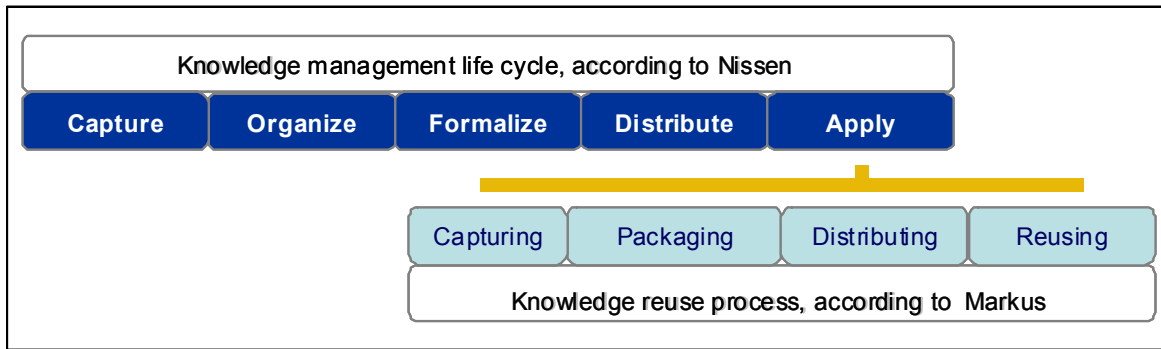 Knowledge management life cycle, according to Nissen
Capture Organize Formalize Distribute Apply
Capturing Packaging Distributing Reusing
Knowledge reuse process, according to Markus